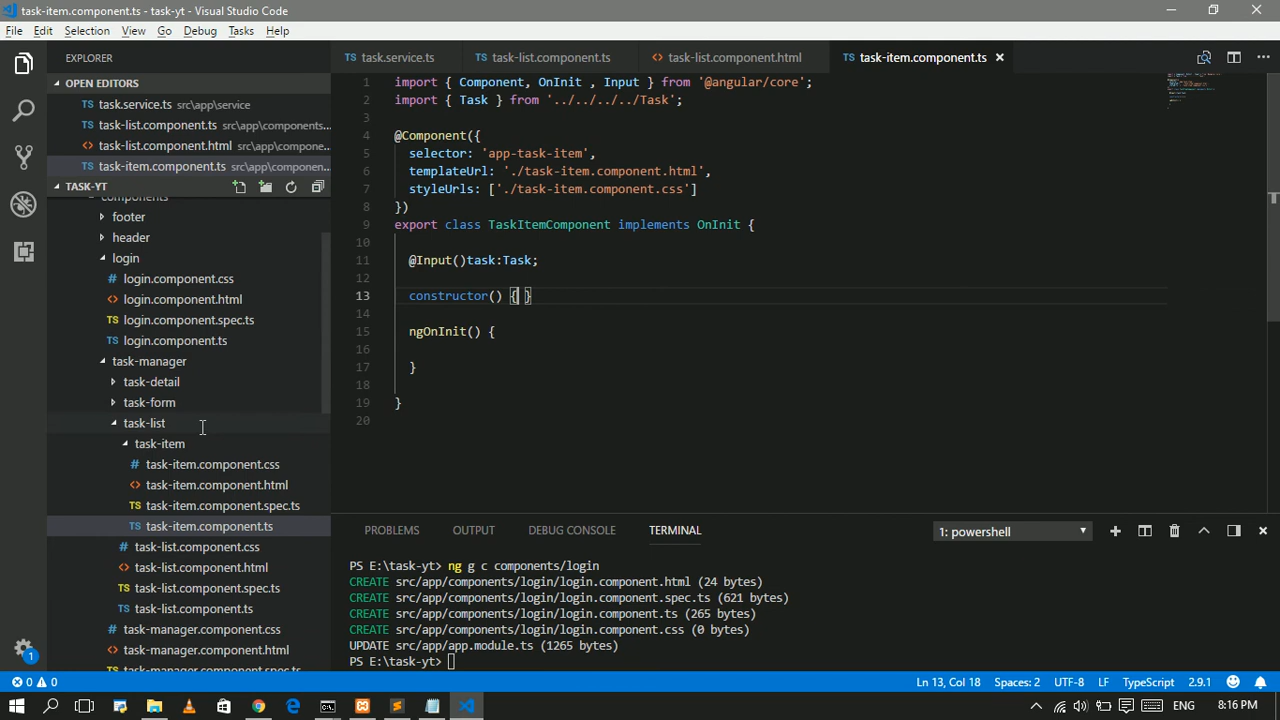 task-item.component.ts - task-yt - Visual Studio Code
File Edit Selection View Go Debug Tasks Help
EXPLORER
OPEN EDITORS
TS task.service.ts src\app\service
TS task-list.component.ts src\app\components...
<> task-list.component.html src\app\compone...
TS task-item.component.ts src\app\componen...
TASK-YT
components
footer
header
login
# login.component.css
<> login.component.html
TS login.component.spec.ts
TS login.component.ts
task-manager
task-detail
task-form
task-list
task-item
# task-item.component.css
<> task-item.component.html
TS task-item.component.spec.ts
TS task-item.component.ts
# task-list.component.css
<> task-list.component.html
TS task-list.component.spec.ts
TS task-list.component.ts
# task-manager.component.css
<> task-manager.component.html
task-manager.component.spec.ts
TS task.service.ts TS task-list.component.ts <> task-list.component.html TS task-item.component.ts ×
1 import { Component, OnInit , Input } from '@angular/core';
2 import { Task } from '../../../../Task';
3
4 @Component({
5 selector: 'app-task-item',
6 templateUrl: './task-item.component.html',
7 styleUrls: ['./task-item.component.css']
8 })
9 export class TaskItemComponent implements OnInit {
10
11 @Input()task:Task;
12
13 constructor() { }
14
15 ngOnInit() {
16
17 }
18
19 }
20
PROBLEMS OUTPUT DEBUG CONSOLE TERMINAL 1: powershell
PS E:\task-yt> ng g c components/login
CREATE src/app/components/login/login.component.html (24 bytes)
CREATE src/app/components/login/login.component.spec.ts (621 bytes)
CREATE src/app/components/login/login.component.ts (265 bytes)
CREATE src/app/components/login/login.component.css (0 bytes)
UPDATE src/app/app.module.ts (1265 bytes)
PS E:\task-yt>
1
0 0 Ln 13, Col 18 Spaces: 2 UTF-8 LF TypeScript 2.9.1
ENG 8:16 PM